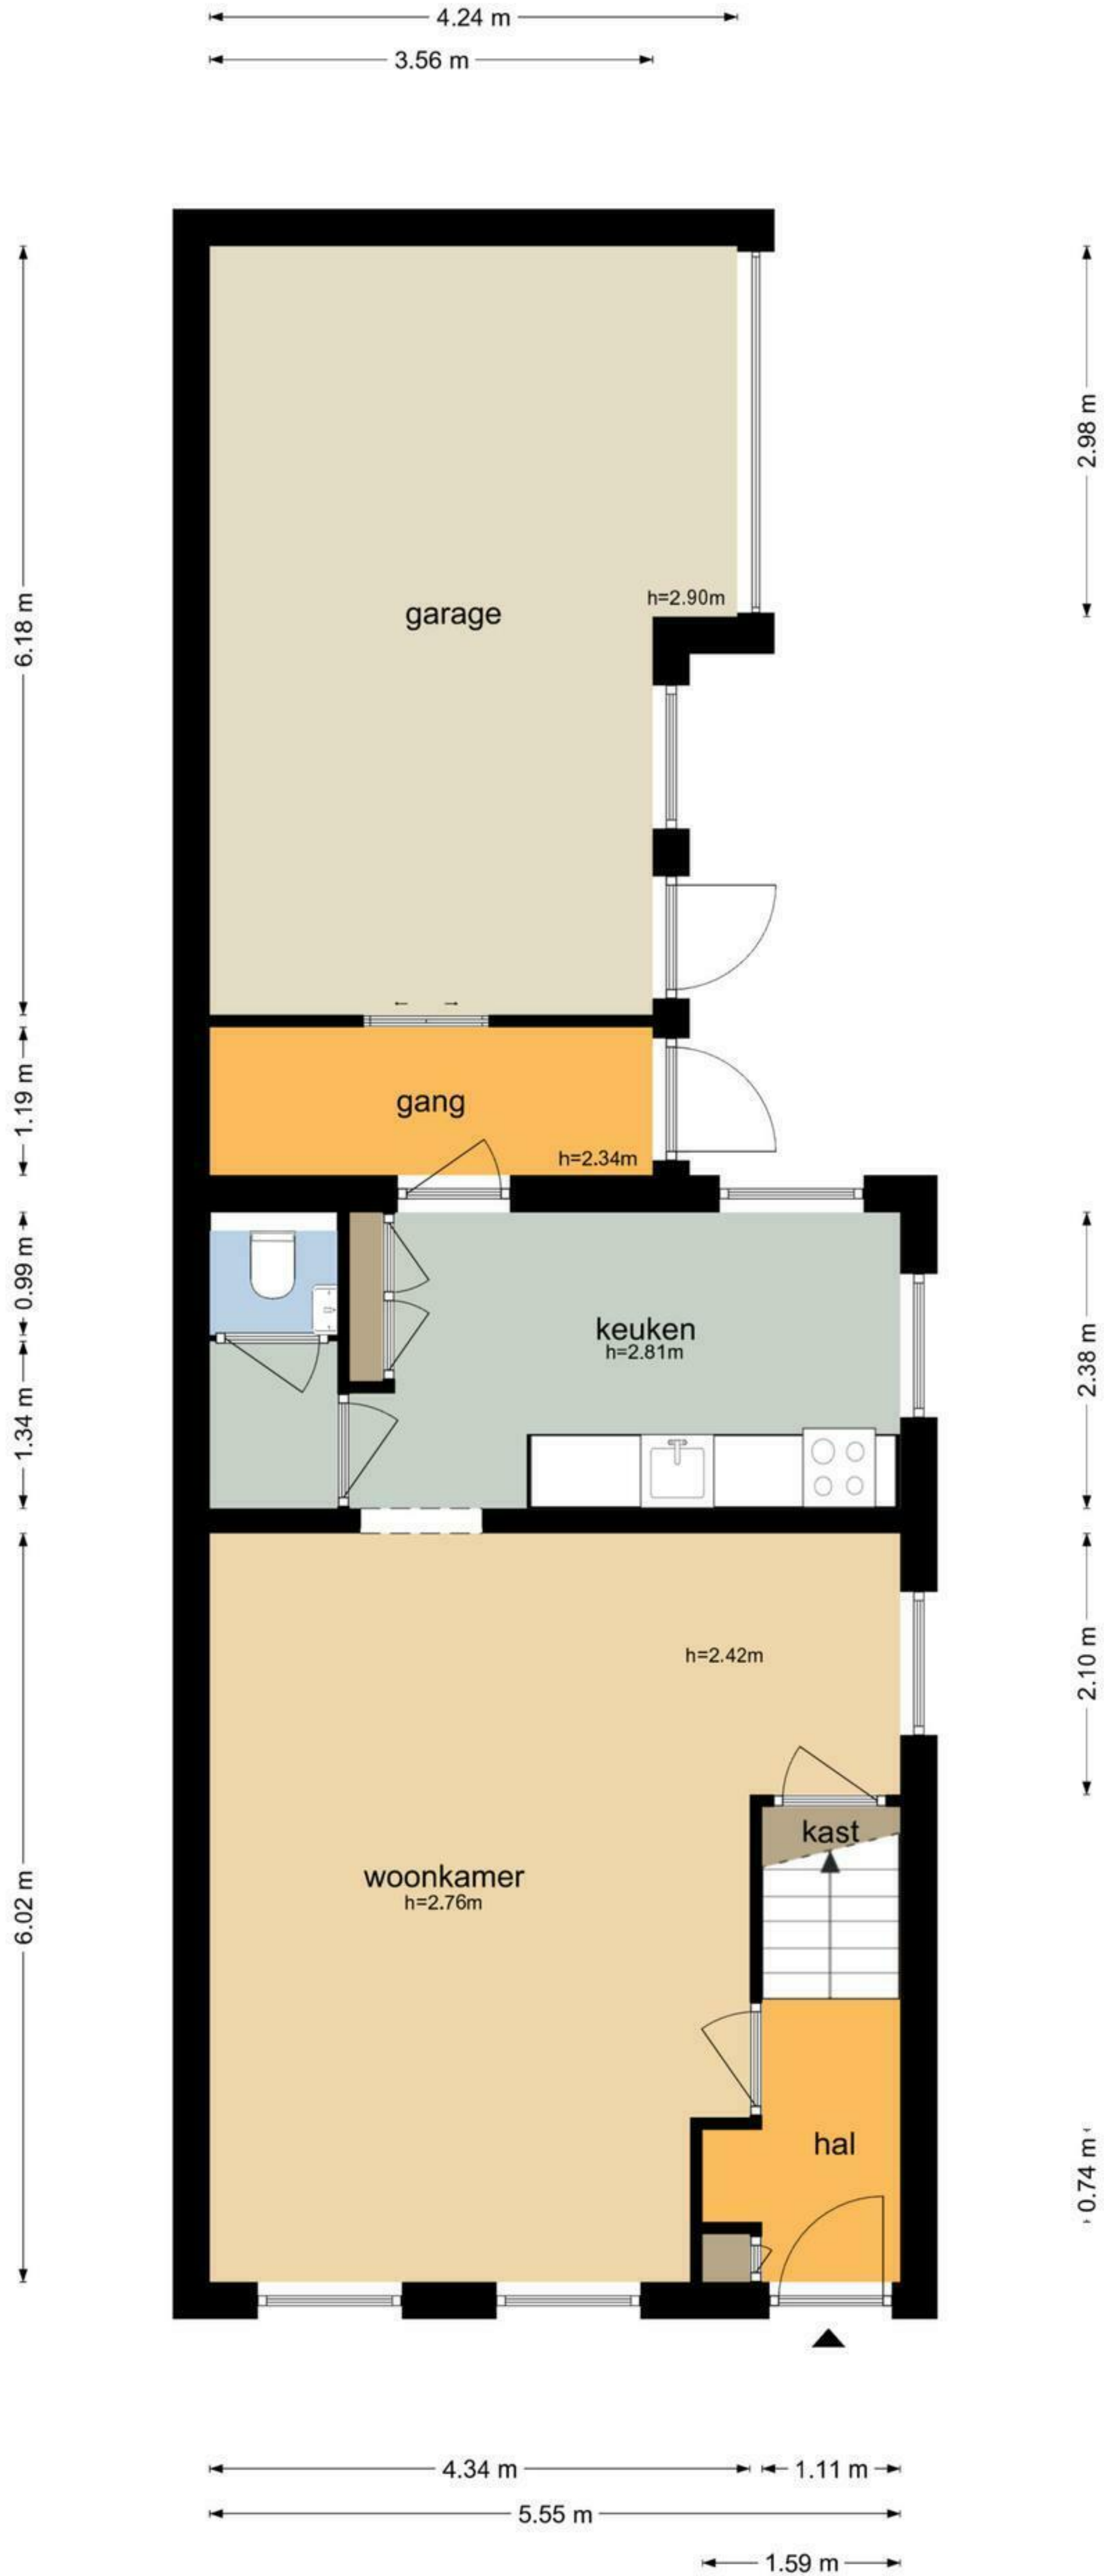 4.24 m
3.56 m
2.98 m
6.18 m
h=2.90m
garage
1.19 m
gang
h=2.34m
0.99 m
keuken
h=2.81m
2.38 m
1.34 m
2.10 m
h=2.42m
kast
woonkamer
h=2.76m
6.02 m
hal
0.74 m
4.34 m
1.11 m
5.55 m
1.59 m